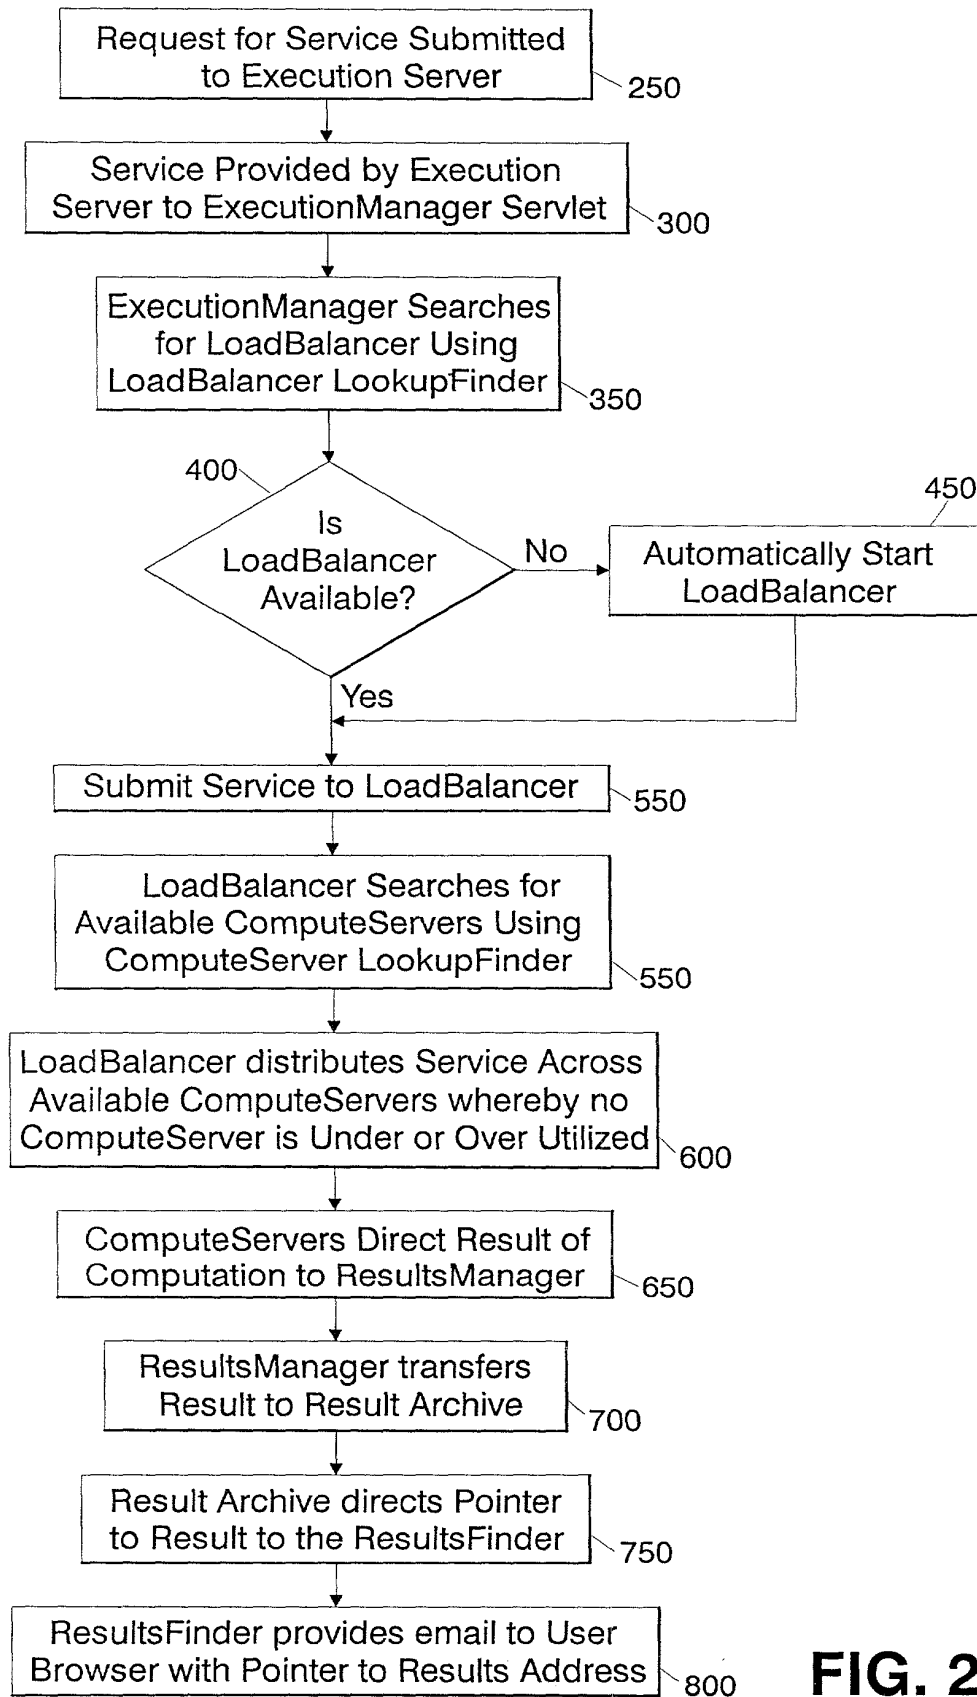 Request for Service Submitted
to Execution Server
250
Service Provided by Execution
Server to ExecutionManager Servlet
300
ExecutionManager Searches
for LoadBalancer Using
LoadBalancer LookupFinder
350
400
Is
LoadBalancer
Available?
No
450
Automatically Start
LoadBalancer
Yes
Submit Service to LoadBalancer
550
LoadBalancer Searches for
Available ComputeServers Using
ComputeServer LookupFinder
550
LoadBalancer distributes Service Across
Available ComputeServers whereby no
ComputeServer is Under or Over Utilized
600
ComputeServers Direct Result of
Computation to ResultsManager
650
ResultsManager transfers
Result to Result Archive
700
Result Archive directs Pointer
to Result to the ResultsFinder
750
ResultsFinder provides email to User
Browser with Pointer to Results Address
800
FIG. 2